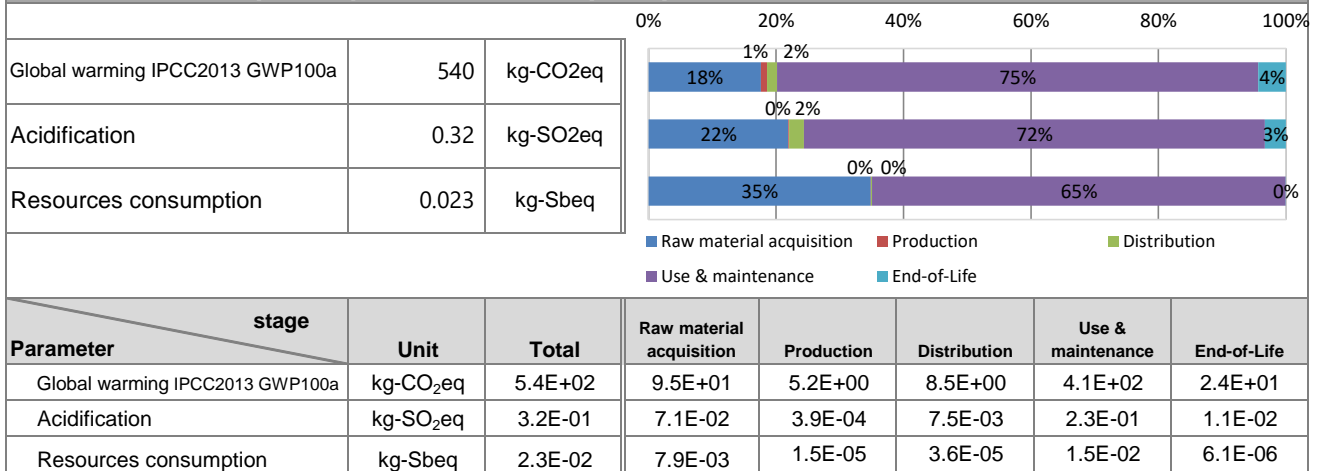 0% 20% 40% 60% 80% 100%
Global warming IPCC2013 GWP100a 540 kg-CO2eq
1% 2%
18% 75% 4%
Acidification 0.32 kg-SO2eq
0% 2%
22% 72% 3%
Resources consumption 0.023 kg-Sbeq
0% 0%
35% 65% 0%
Raw material acquisition Production Distribution
Use & maintenance End-of-Life
stage
Parameter Unit Total Raw material acquisition Production Distribution Use & maintenance End-of-Life
Global warming IPCC2013 GWP100a kg-CO₂eq 5.4E+02 9.5E+01 5.2E+00 8.5E+00 4.1E+02 2.4E+01
Acidification kg-SO₂eq 3.2E-01 7.1E-02 3.9E-04 7.5E-03 2.3E-01 1.1E-02
Resources consumption kg-Sbeq 2.3E-02 7.9E-03 1.5E-05 3.6E-05 1.5E-02 6.1E-06